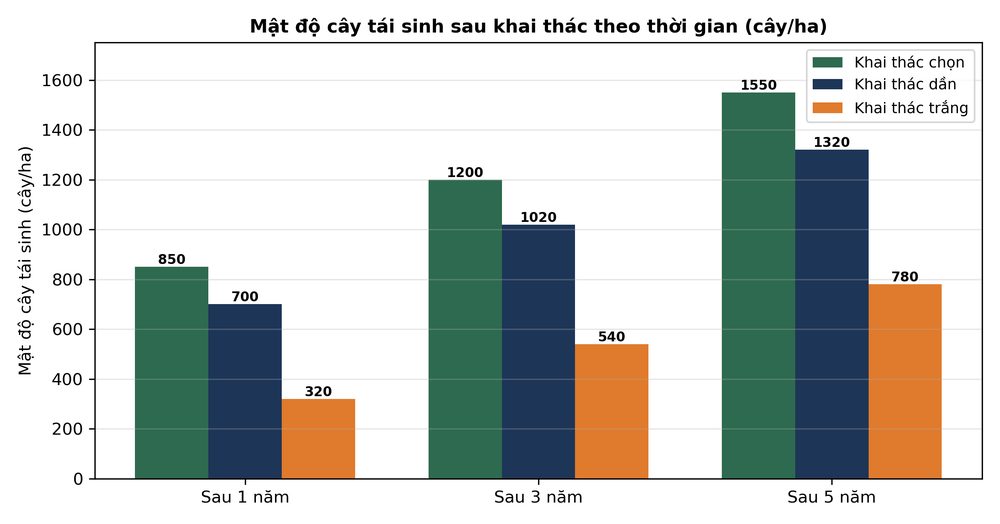 Mật độ cây tái sinh sau khai thác theo thời gian (cây/ha)
Mật độ cây tái sinh (cây/ha)
1600
1400
1200
1000
800
600
400
200
0
Khai thác chọn
Khai thác dần
Khai thác trắng
850
700
320
1200
1020
540
1550
1320
780
Sau 1 năm
Sau 3 năm
Sau 5 năm